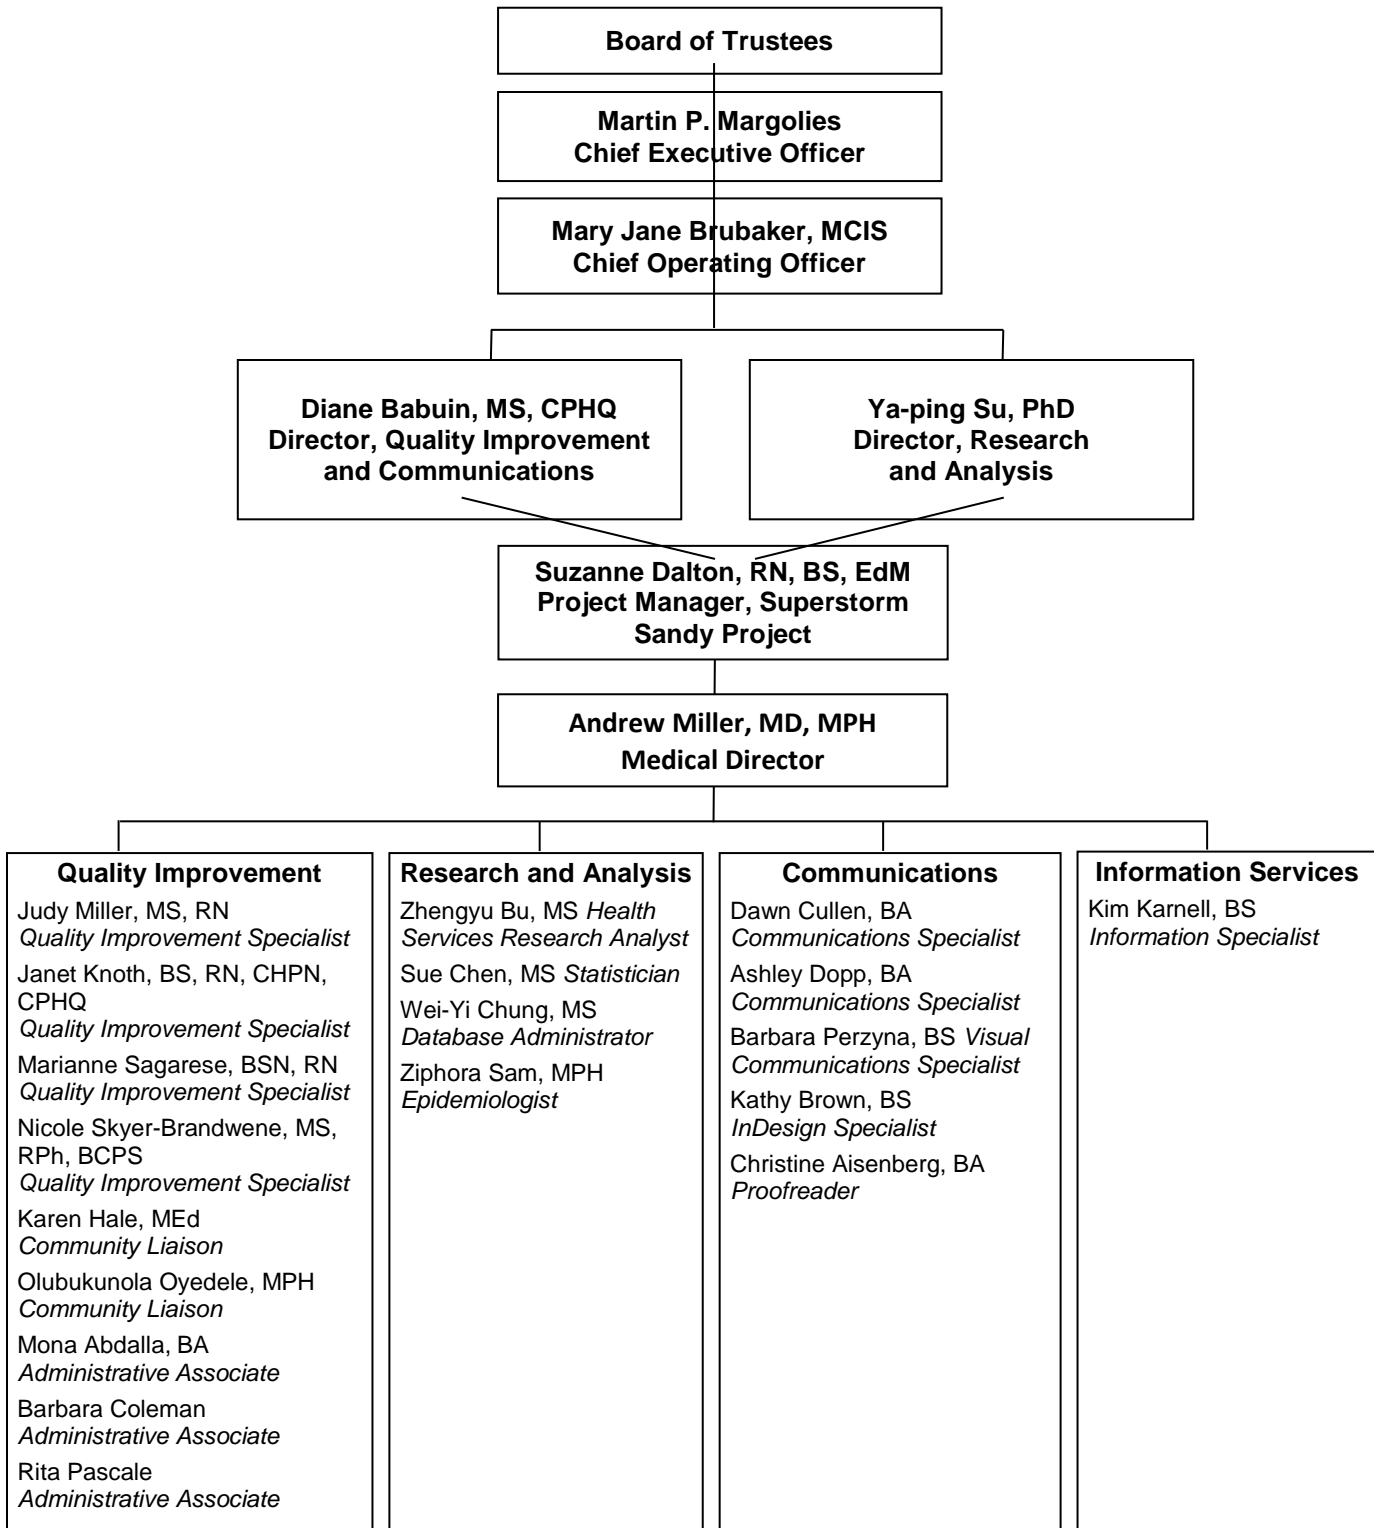 Board of Trustees
Martin P. Margolies
Chief Executive Officer
Mary Jane Brubaker, MCIS
Chief Operating Officer
Diane Babuin, MS, CPHQ
Director, Quality Improvement
and Communications
Ya-ping Su, PhD
Director, Research
and Analysis
Suzanne Dalton, RN, BS, EdM
Project Manager, Superstorm
Sandy Project
Andrew Miller, MD, MPH
Medical Director
Quality Improvement
Judy Miller, MS, RN
Quality Improvement Specialist
Janet Knoth, BS, RN, CHPN,
CPHQ
Quality Improvement Specialist
Marianne Sagarese, BSN, RN
Quality Improvement Specialist
Nicole Skyer-Brandwene, MS,
RPh, BCPS
Quality Improvement Specialist
Karen Hale, MEd
Community Liaison
Olubukunola Oyedele, MPH
Community Liaison
Mona Abdalla, BA
Administrative Associate
Barbara Coleman
Administrative Associate
Rita Pascale
Administrative Associate
Research and Analysis
Zhengyu Bu, MS Health
Services Research Analyst
Sue Chen, MS Statistician
Wei-Yi Chung, MS
Database Administrator
Ziphora Sam, MPH
Epidemiologist
Communications
Dawn Cullen, BA
Communications Specialist
Ashley Dopp, BA
Communications Specialist
Barbara Perzyna, BS Visual
Communications Specialist
Kathy Brown, BS
InDesign Specialist
Christine Aisenberg, BA
Proofreader
Information Services
Kim Karnell, BS
Information Specialist